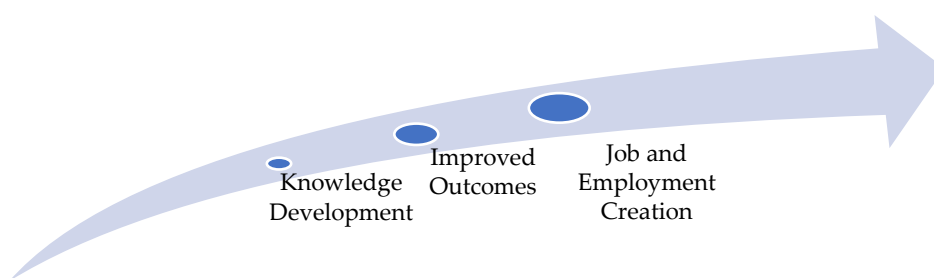 Knowledge
Development
Improved
Outcomes
Job and
Employment
Creation